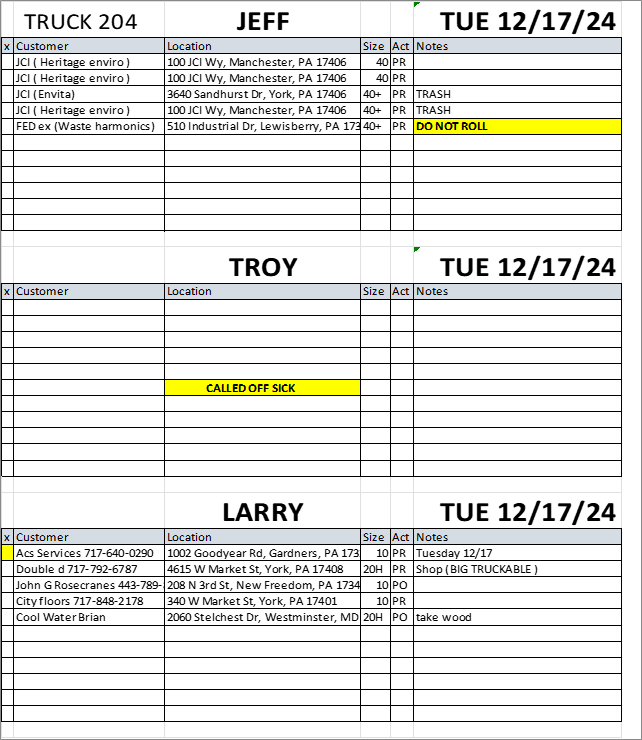 TRUCK 204 JEFF TUE 12/17/24
x Customer Location Size Act Notes
JCI ( Heritage enviro ) 100 JCI Wy, Manchester, PA 17406 40 PR
JCI ( Heritage enviro ) 100 JCI Wy, Manchester, PA 17406 40 PR
JCI (Envita) 3640 Sandhurst Dr, York, PA 17406 40+ PR TRASH
JCI ( Heritage enviro ) 100 JCI Wy, Manchester, PA 17406 40+ PR TRASH
FED ex (Waste harmonics) 510 Industrial Dr, Lewisberry, PA 173 40+ PR DO NOT ROLL
TROY TUE 12/17/24
x Customer Location Size Act Notes
CALLED OFF SICK
LARRY TUE 12/17/24
x Customer Location Size Act Notes
Acs Services 717-640-0290 1002 Goodyear Rd, Gardners, PA 173 10 PR Tuesday 12/17
Double d 717-792-6787 4615 W Market St, York, PA 17408 20H PR Shop ( BIG TRUCKABLE )
John G Rosecranes 443-789- 208 N 3rd St, New Freedom, PA 1734 10 PO
City floors 717-848-2178 340 W Market St, York, PA 17401 10 PR
Cool Water Brian 2060 Stelchest Dr, Westminster, MD 20H PO take wood